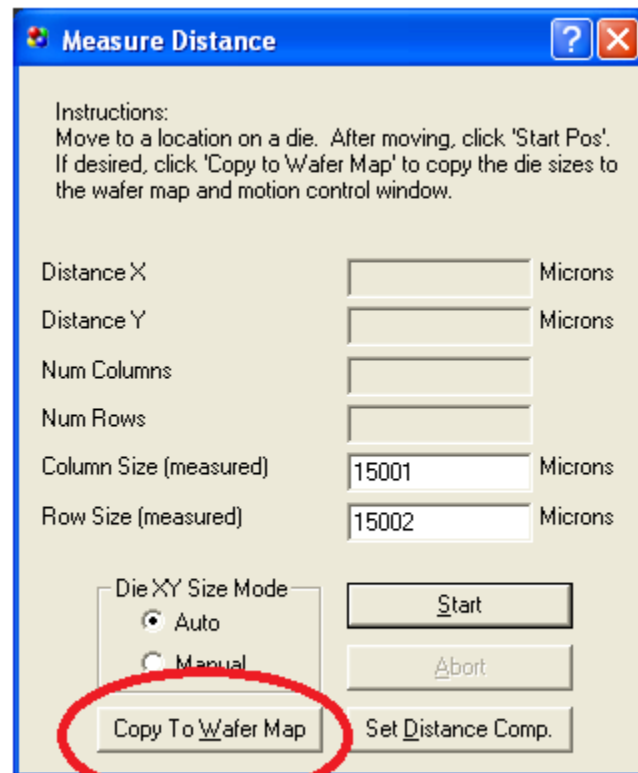 Measure Distance
Instructions:
Move to a location on a die.  After moving, click 'Start Pos'.
If desired, click 'Copy to Wafer Map' to copy the die sizes to
the wafer map and motion control window.
Distance X Microns
Distance Y Microns
Num Columns
Num Rows
Column Size (measured) 15001 Microns
Row Size (measured) 15002 Microns
Die XY Size Mode
Auto
Start
Manual
Abort
Copy To Wafer Map
Set Distance Comp.